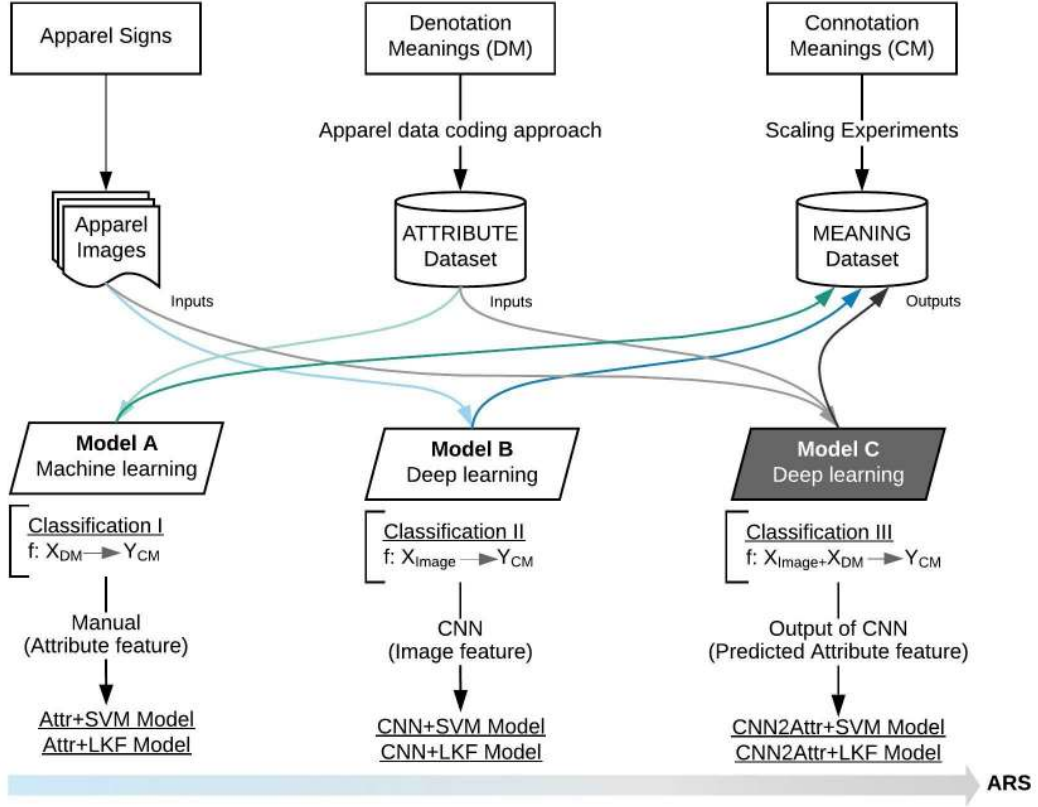 Apparel Signs
Denotation
Meanings (DM)
Connotation
Meanings (CM)
Apparel data coding approach
Scaling Experiments
Apparel
Images
ATTRIBUTE
Dataset
MEANING
Dataset
Inputs
Inputs
Outputs
Model A
Machine learning
Model B
Deep learning
Model C
Deep learning
Classification I
f: XDM → YCM
Classification II
f: XImage → YCM
Classification III
f: XImage+XDM → YCM
Manual
(Attribute feature)
CNN
(Image feature)
Output of CNN
(Predicted Attribute feature)
Attr+SVM Model
Attr+LKF Model
CNN+SVM Model
CNN+LKF Model
CNN2Attr+SVM Model
CNN2Attr+LKF Model
ARS